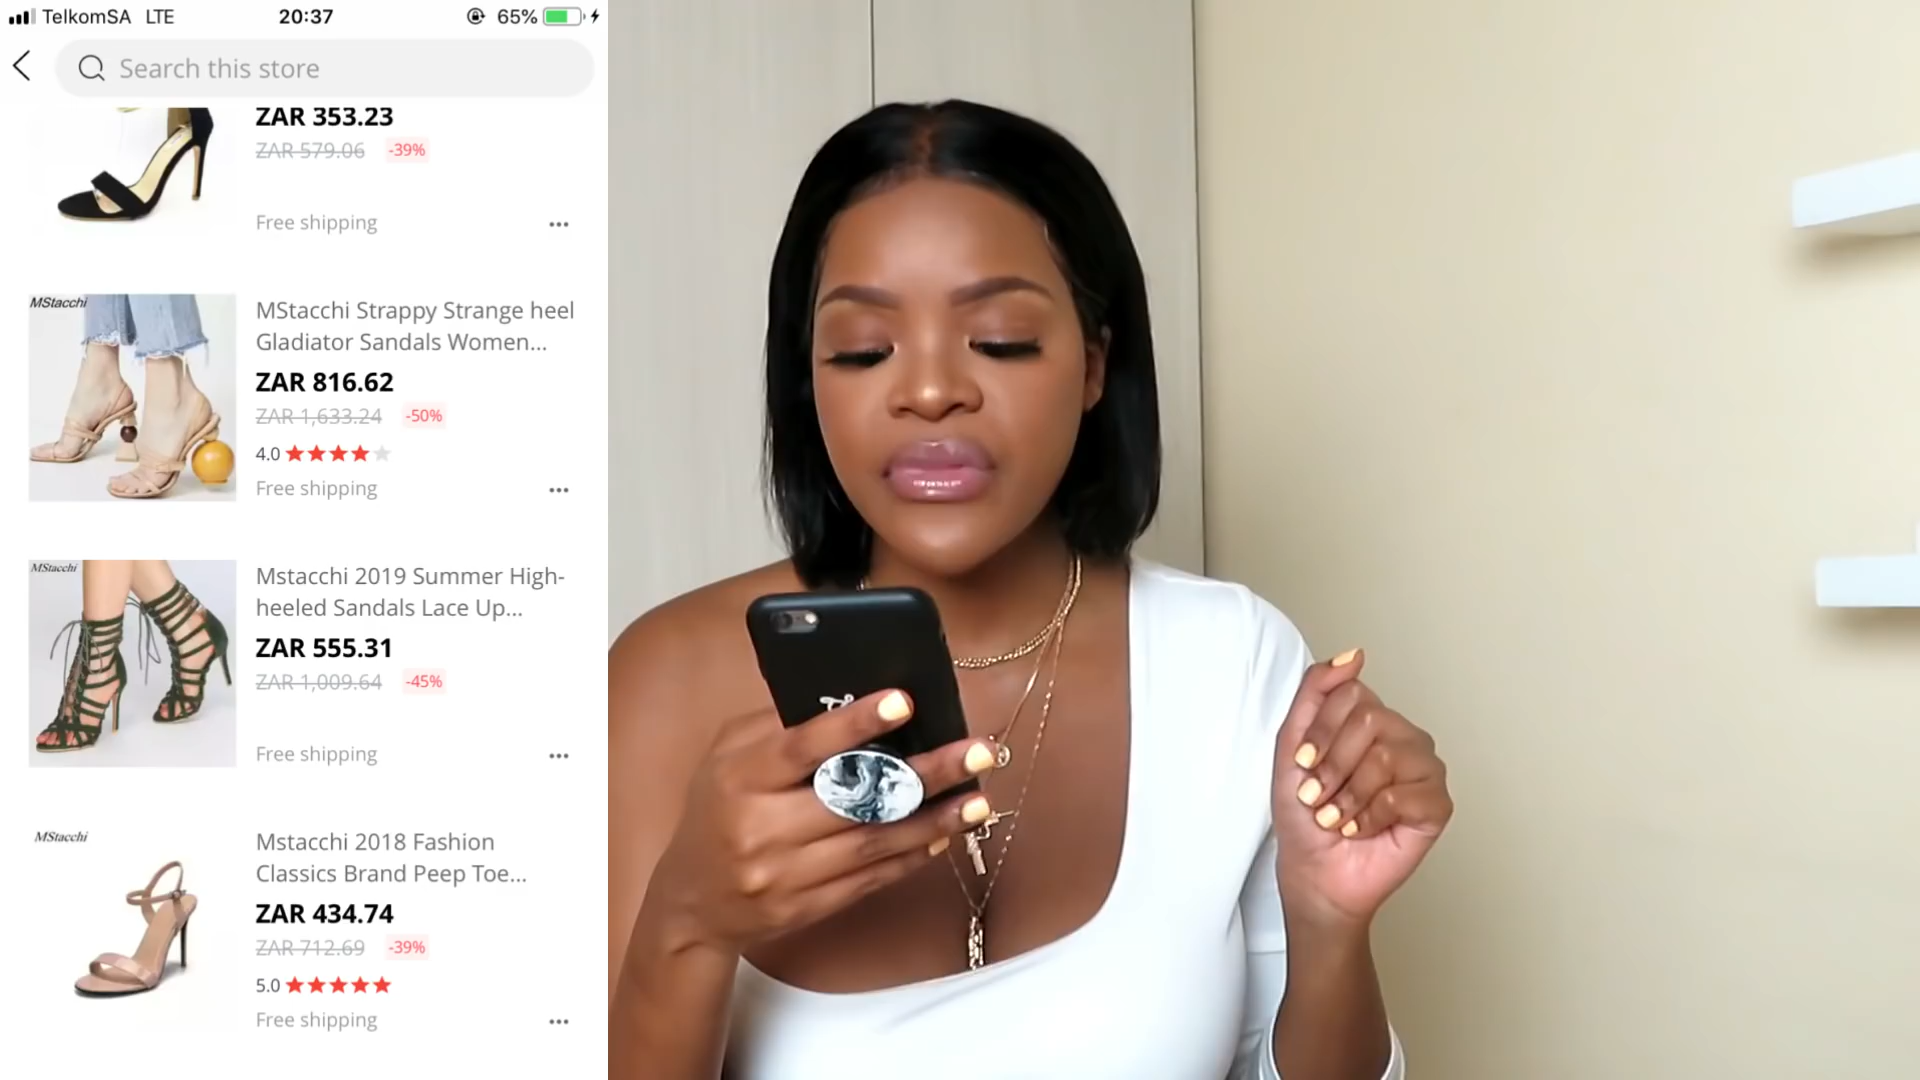 TelkomSA LTE 20:37 65%
Search this store
ZAR 353.23
ZAR 579.06 -39%
Free shipping
MStacchi
MStacchi Strappy Strange heel
Gladiator Sandals Women...
ZAR 816.62
ZAR 1,633.24 -50%
4.0
Free shipping
MStacchi
Mstacchi 2019 Summer High-
heeled Sandals Lace Up...
ZAR 555.31
ZAR 1,009.64 -45%
Free shipping
MStacchi
Mstacchi 2018 Fashion
Classics Brand Peep Toe...
ZAR 434.74
ZAR 712.69 -39%
5.0
Free shipping